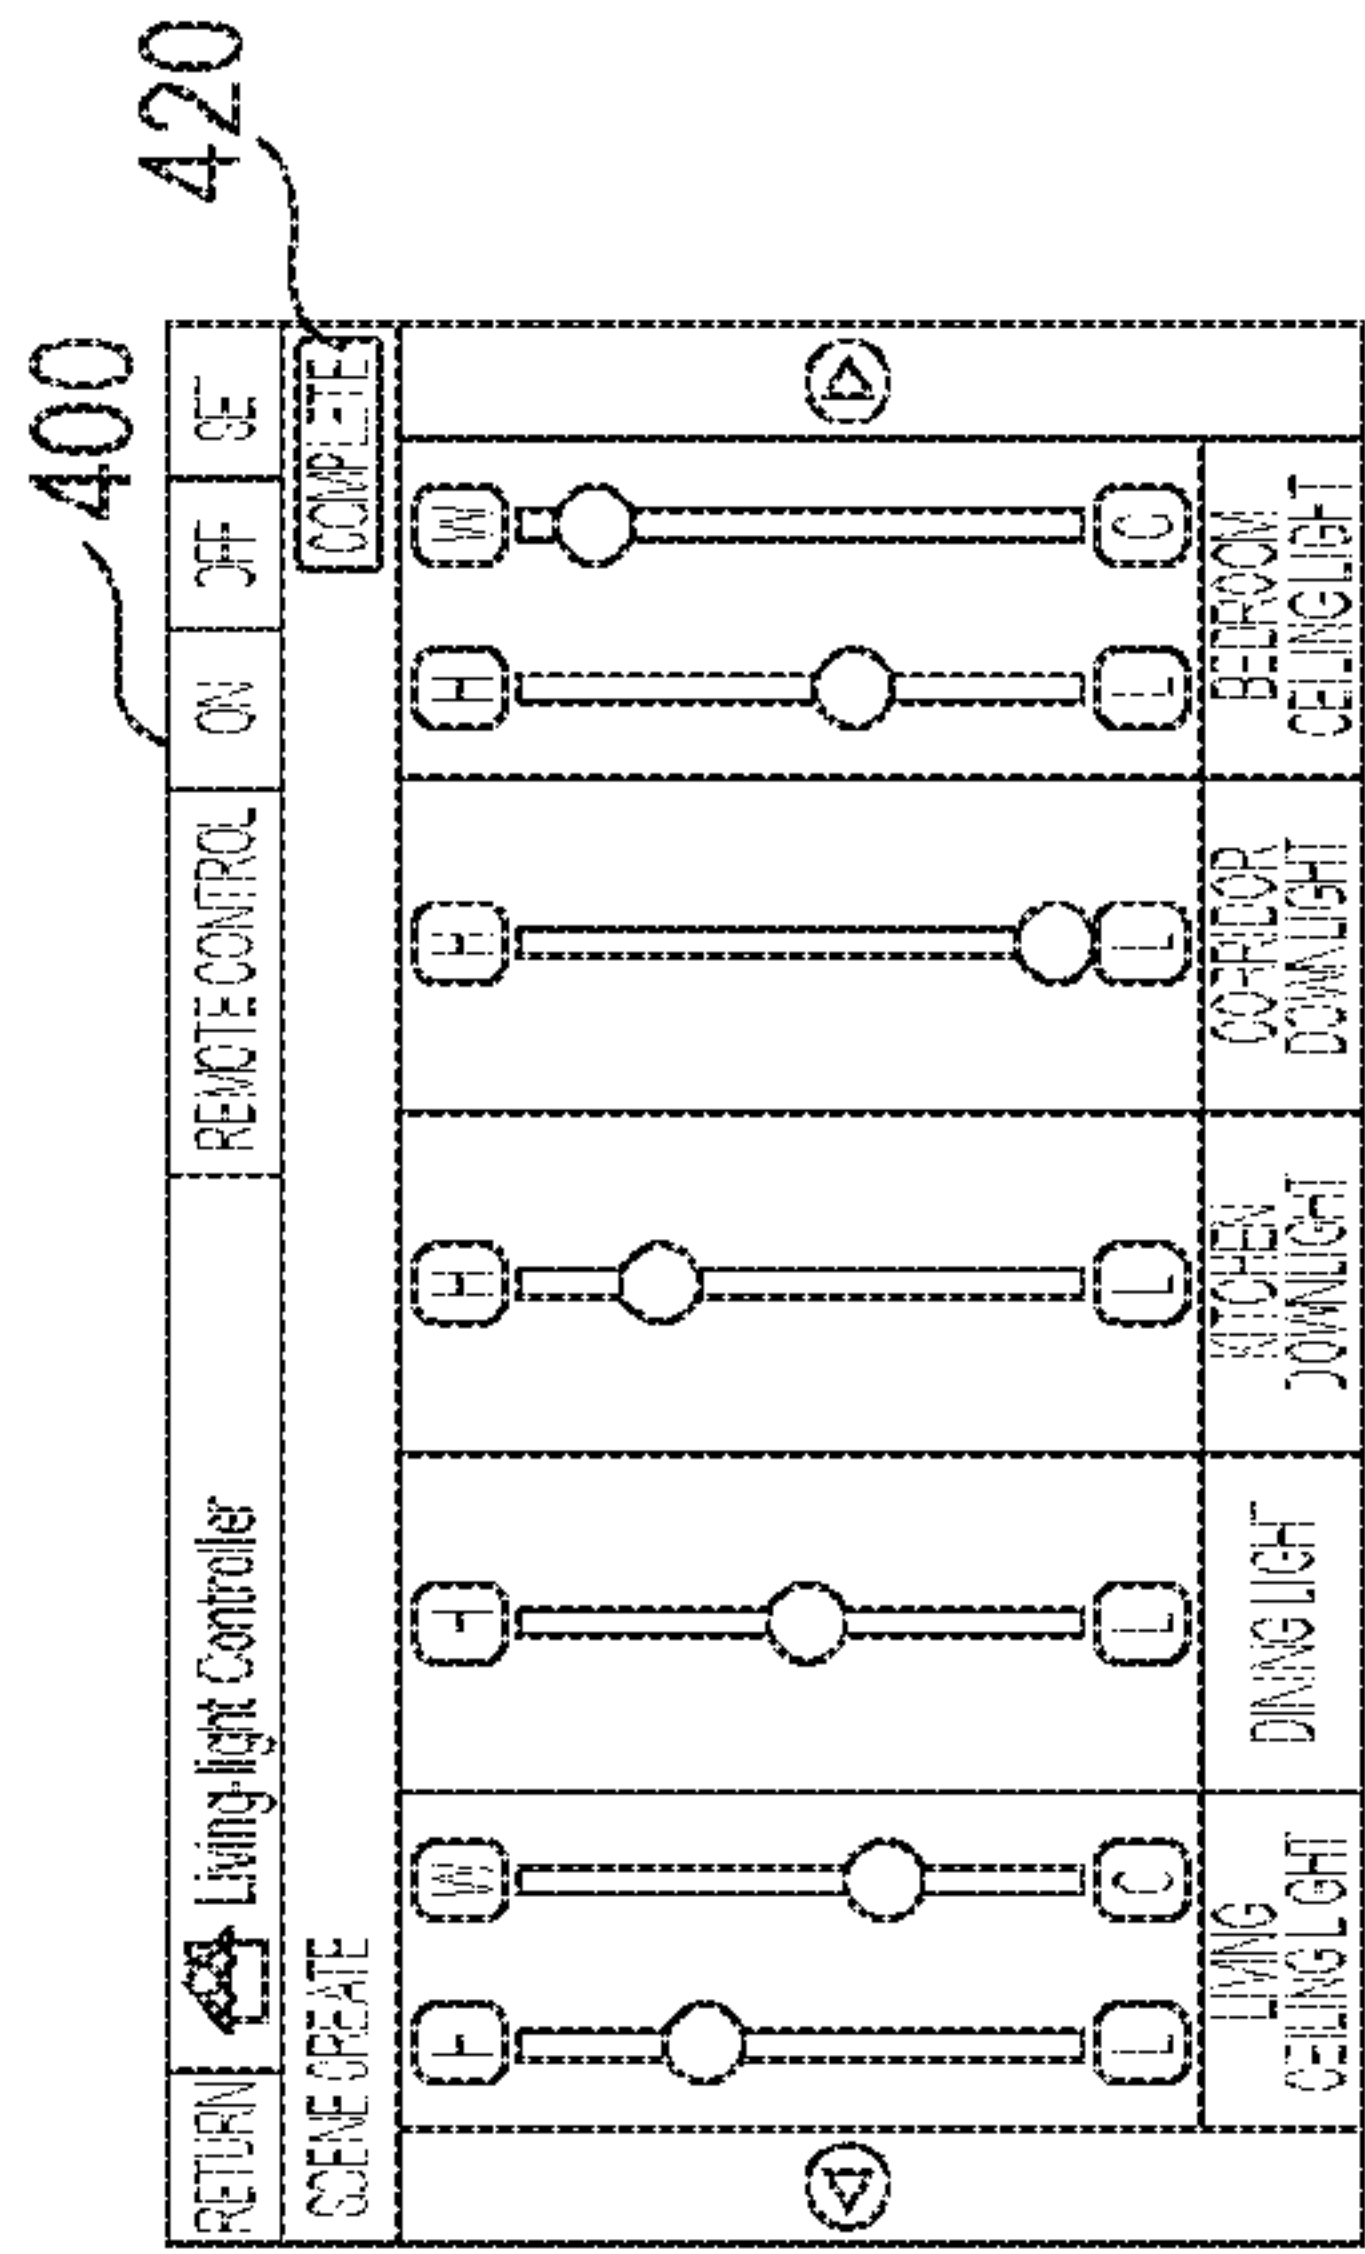 400
420
RETURN
Living-light Controller
REMOTE CONTROL
ON
OFF
SET
SCENE CREATE
COMPLETE
H
W
H
H
H
H
W
L
C
L
L
L
L
C
LIVING
CEILING LIGHT
DINING LIGHT
KITCHEN
DOWNLIGHT
CORRIDOR
DOWNLIGHT
BEDROOM
CEILING LIGHT